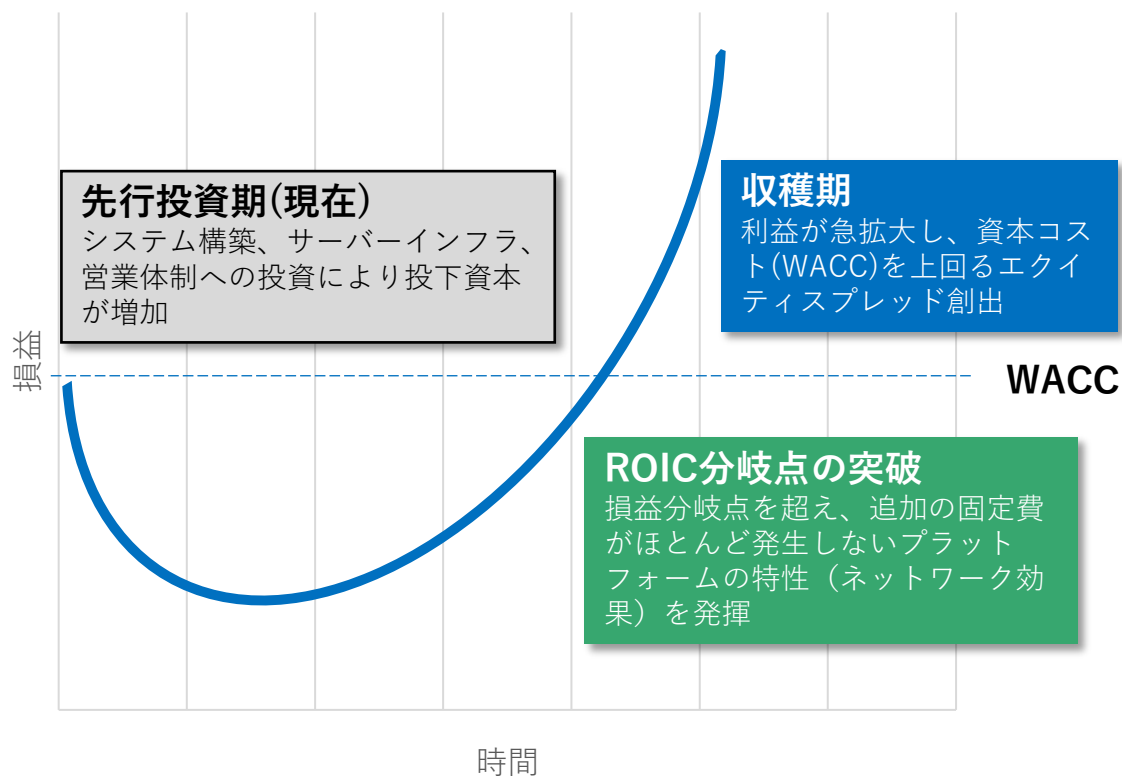 先行投資期(現在)
システム構築、サーバーインフラ、
営業体制への投資により投下資本
が増加
収穫期
利益が急拡大し、資本コス
ト(WACC)を上回るエクイ
ティスプレッド創出
損益
WACC
ROIC分岐点の突破
損益分岐点を超え、追加の固定費
がほとんど発生しないプラット
フォームの特性（ネットワーク効
果）を発揮
時間